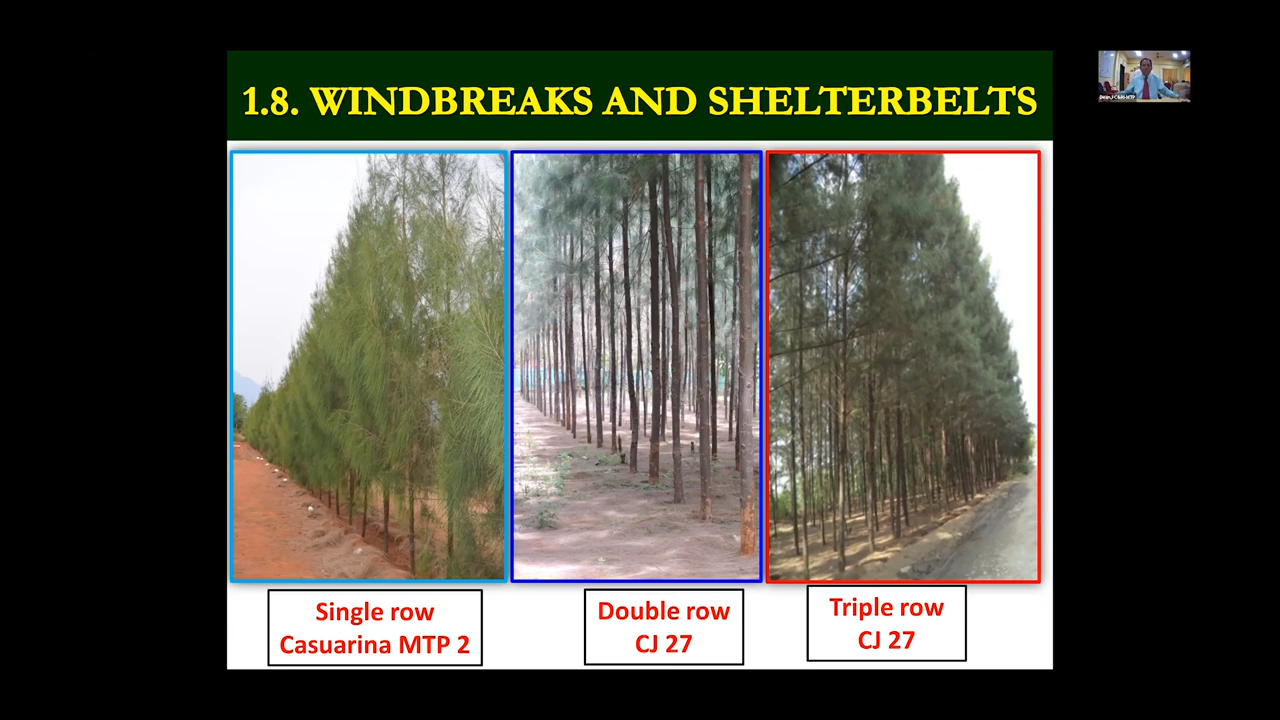 1.8. WINDBREAKS AND SHELTERBELTS
Single row
Casuarina MTP 2
Double row
CJ 27
Triple row
CJ 27